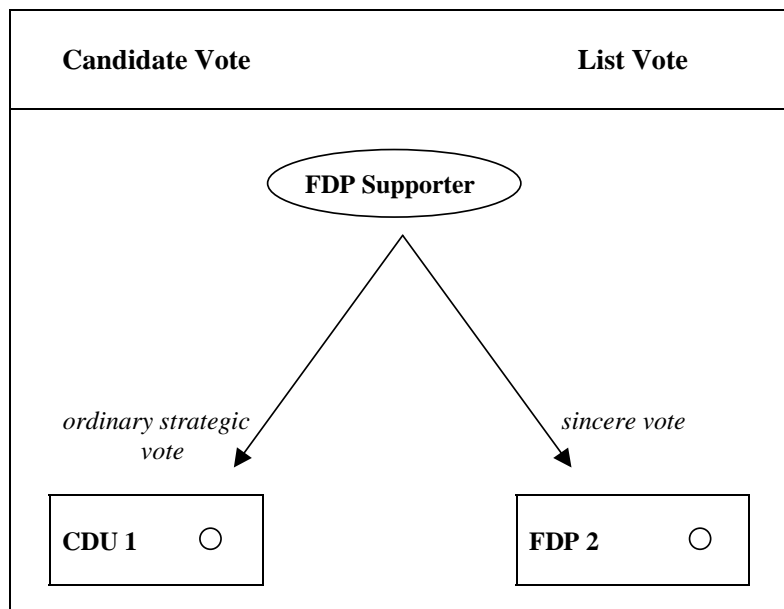 Candidate Vote List Vote
FDP Supporter
ordinary strategic
vote
sincere vote
CDU 1
FDP 2